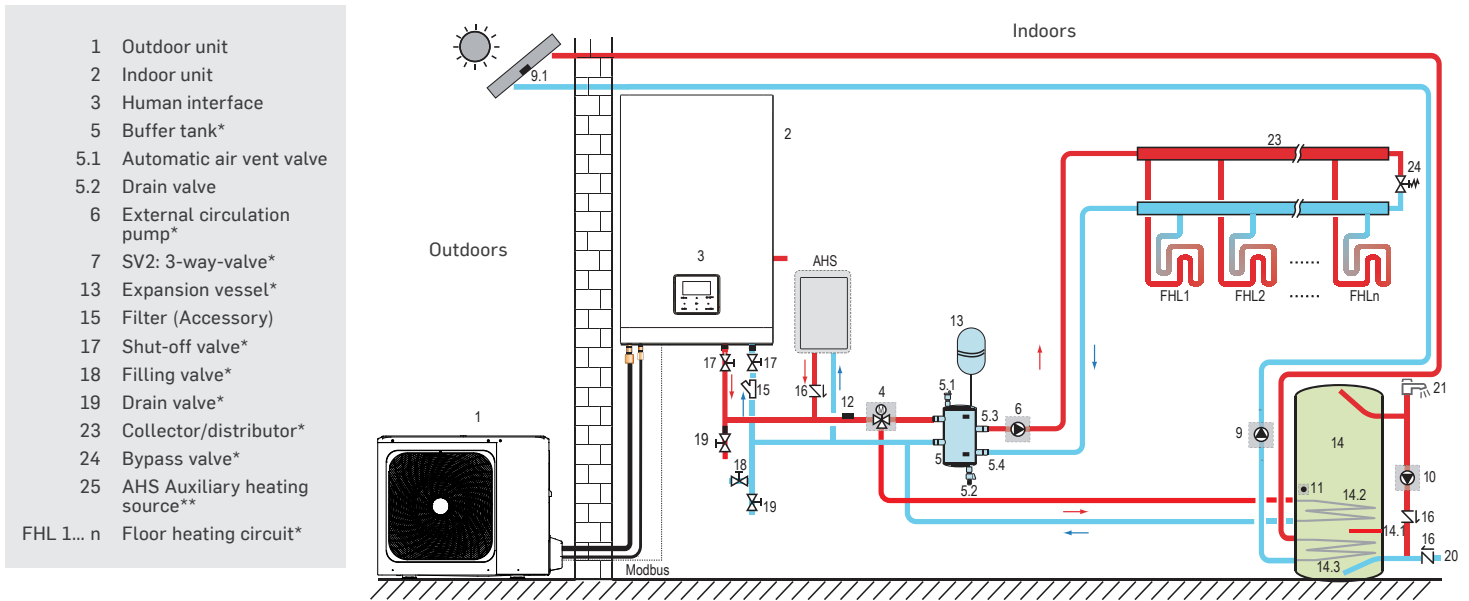 1 Outdoor unit
2 Indoor unit
3 Human interface
5 Buffer tank*
5.1 Automatic air vent valve
5.2 Drain valve
6 External circulation
pump*
7 SV2: 3-way-valve*
13 Expansion vessel*
15 Filter (Accessory)
17 Shut-off valve*
18 Filling valve*
19 Drain valve*
23 Collector/distributor*
24 Bypass valve*
25 AHS Auxiliary heating
source**
FHL 1... n Floor heating circuit*
Indoors
9.1
2
23
24
Outdoors
3
AHS
FHL1
FHL2
......
......
FHLn
13
17
17
15
16
12
4
5.1
5.3
6
21
1
19
5
5.4
9
14
18
5.2
10
11
14.2
19
16
14.1
16
20
14.3
Modbus